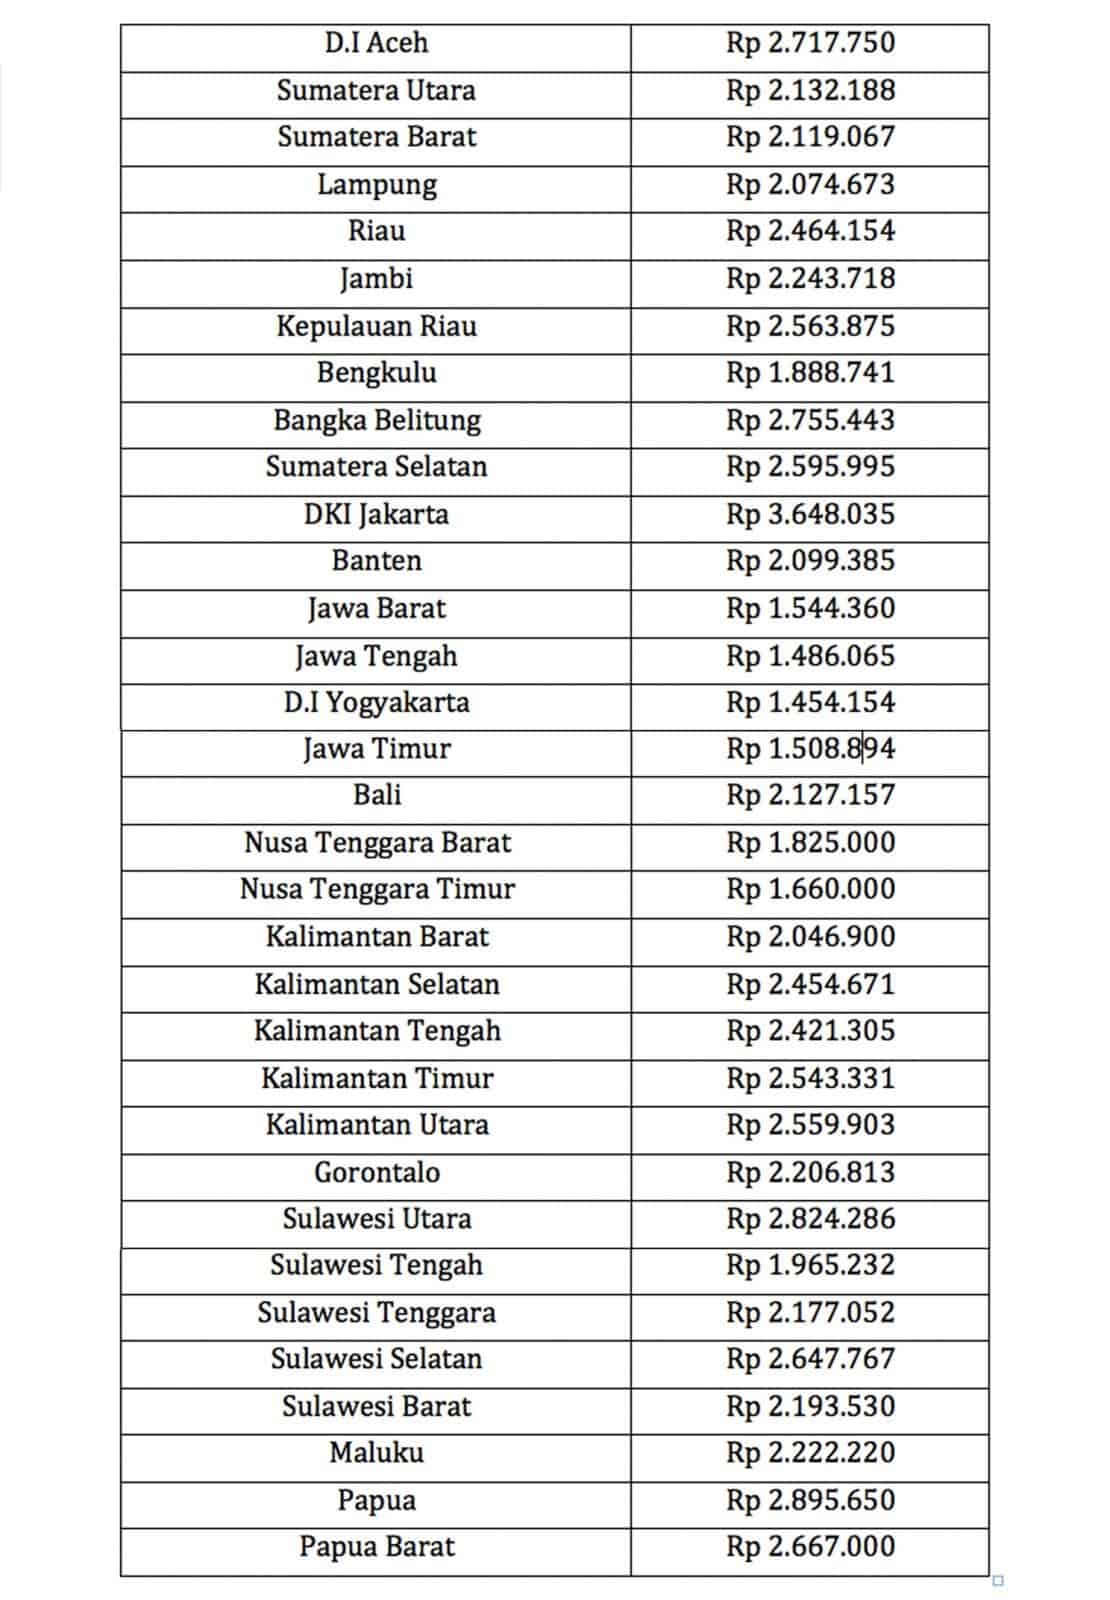 D.I Aceh Rp 2.717.750
Sumatera Utara Rp 2.132.188
Sumatera Barat Rp 2.119.067
Lampung Rp 2.074.673
Riau Rp 2.464.154
Jambi Rp 2.243.718
Kepulauan Riau Rp 2.563.875
Bengkulu Rp 1.888.741
Bangka Belitung Rp 2.755.443
Sumatera Selatan Rp 2.595.995
DKI Jakarta Rp 3.648.035
Banten Rp 2.099.385
Jawa Barat Rp 1.544.360
Jawa Tengah Rp 1.486.065
D.I Yogyakarta Rp 1.454.154
Jawa Timur Rp 1.508.894
Bali Rp 2.127.157
Nusa Tenggara Barat Rp 1.825.000
Nusa Tenggara Timur Rp 1.660.000
Kalimantan Barat Rp 2.046.900
Kalimantan Selatan Rp 2.454.671
Kalimantan Tengah Rp 2.421.305
Kalimantan Timur Rp 2.543.331
Kalimantan Utara Rp 2.559.903
Gorontalo Rp 2.206.813
Sulawesi Utara Rp 2.824.286
Sulawesi Tengah Rp 1.965.232
Sulawesi Tenggara Rp 2.177.052
Sulawesi Selatan Rp 2.647.767
Sulawesi Barat Rp 2.193.530
Maluku Rp 2.222.220
Papua Rp 2.895.650
Papua Barat Rp 2.667.000